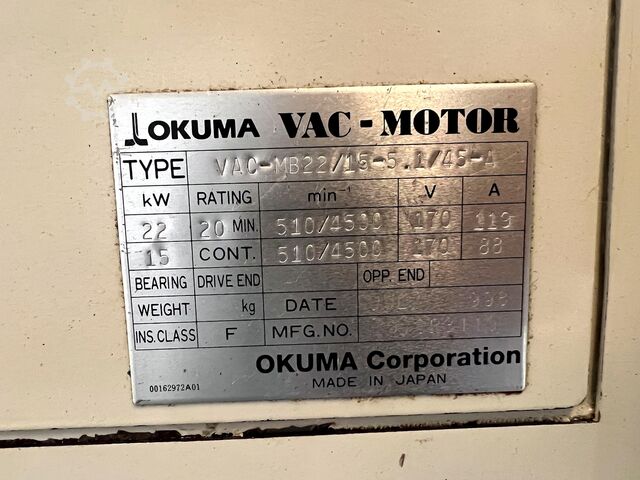 OKUMA VAC-MOTOR
TYPE VAC-MB22/15-5.1/45-A
kW RATING min⁻¹ V A
22 20 MIN. 510/4500 170 119
15 CONT. 510/4500 170 88
BEARING DRIVE END OPP. END
WEIGHT kg DATE
INS.CLASS F MFG.NO.
OKUMA Corporation
00162972A01 MADE IN JAPAN